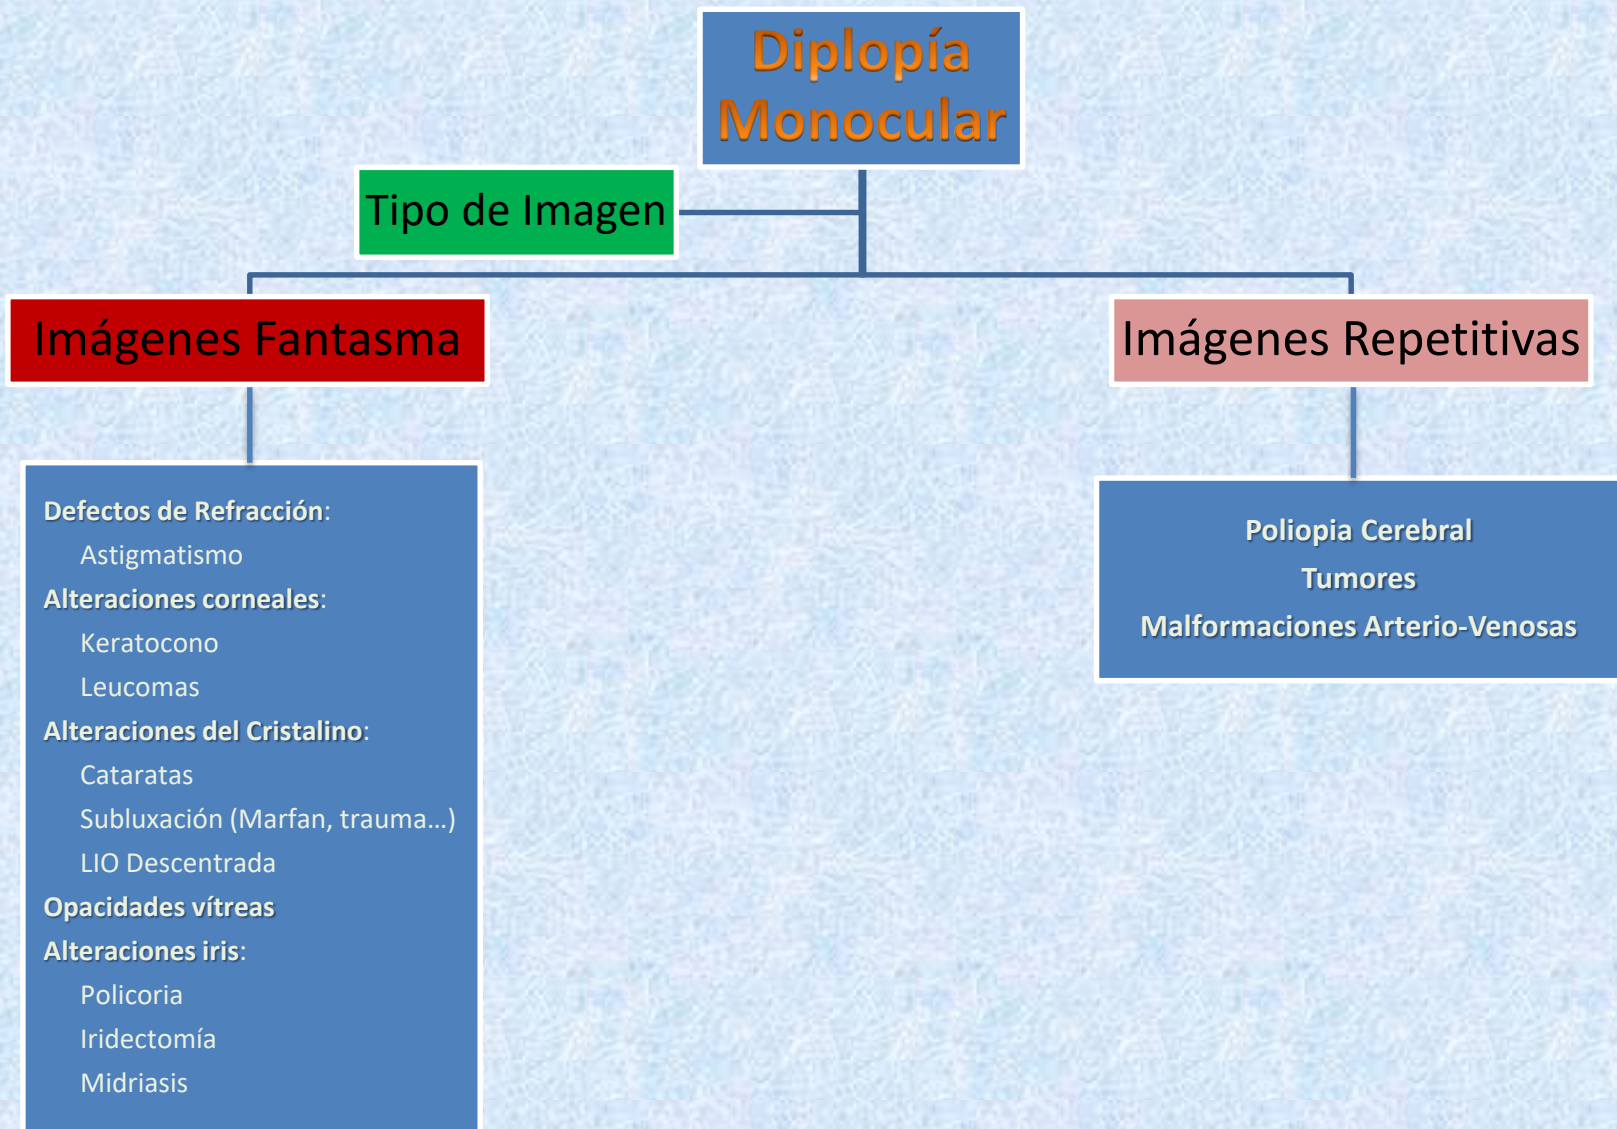 Diplopía
Monocular
Tipo de Imagen
Imágenes Fantasma
Imágenes Repetitivas
Defectos de Refracción:
Astigmatismo
Alteraciones corneales:
Keratocono
Leucomas
Alteraciones del Cristalino:
Cataratas
Subluxación (Marfan, trauma...)
LIO Descentrada
Opacidades vítreas
Alteraciones iris:
Policoria
Iridectomía
Midriasis
Poliopia Cerebral
Tumores
Malformaciones Arterio-Venosas